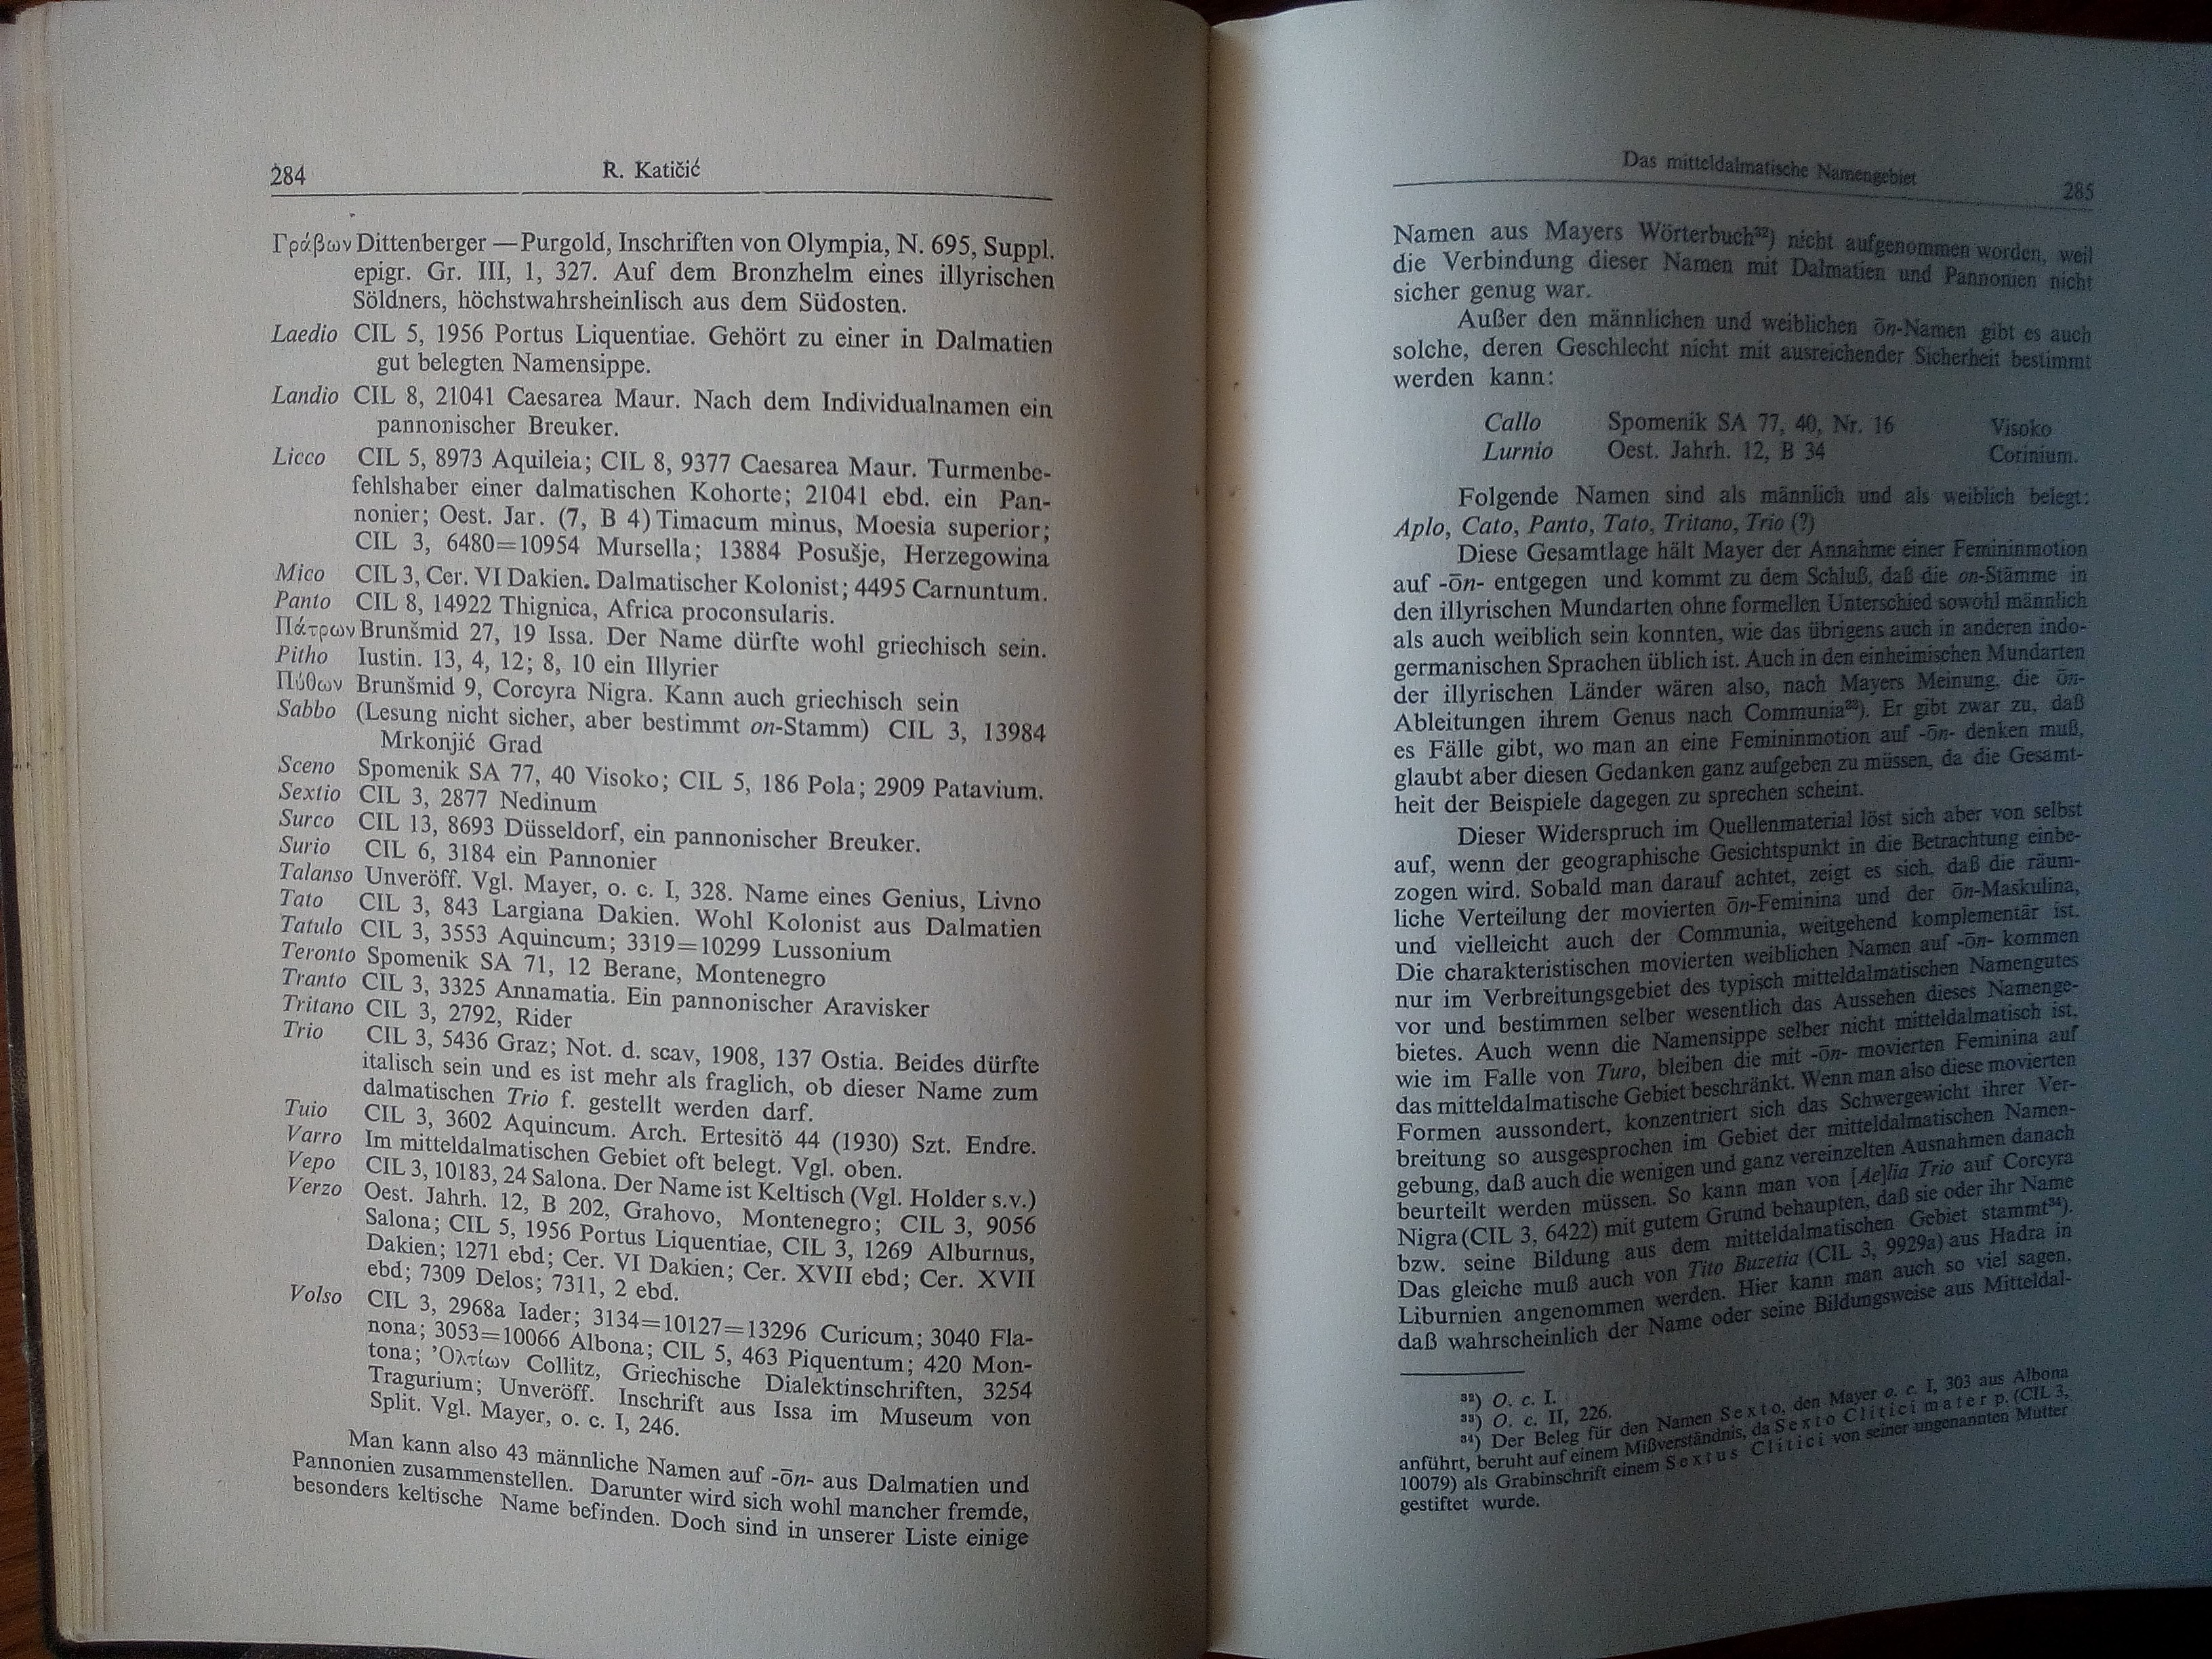 284
R. Katičić
Γράβων Dittenberger — Purgold, Inschriften von Olympia, N. 695, Suppl.
epigr. Gr. III, 1, 327. Auf dem Bronzhelm eines illyrischen
Söldners, höchstwahrsheinlisch aus dem Südosten.
Laedio CIL 5, 1956 Portus Liquentiae. Gehört zu einer in Dalmatien
gut belegten Namensippe.
Landio CIL 8, 21041 Caesarea Maur. Nach dem Individualnamen ein
pannonischer Breuker.
Licco CIL 5, 8973 Aquileia; CIL 8, 9377 Caesarea Maur. Turmenbe-
fehlshaber einer dalmatischen Kohorte; 21041 ebd. ein Pan-
nonier; Oest. Jar. (7, B 4) Timacum minus, Moesia superior;
CIL 3, 6480=10954 Mursella; 13884 Posušje, Herzegowina
Mico CIL 3, Cer. VI Dakien. Dalmatischer Kolonist; 4495 Carnuntum.
Panto CIL 8, 14922 Thignica, Africa proconsularis.
Πάτρων Brunšmid 27, 19 Issa. Der Name dürfte wohl griechisch sein.
Pitho Iustin. 13, 4, 12; 8, 10 ein Illyrier
Πύθων Brunšmid 9, Corcyra Nigra. Kann auch griechisch sein
Sabbo (Lesung nicht sicher, aber bestimmt on-Stamm) CIL 3, 13984
Mrkonjić Grad
Sceno Spomenik SA 77, 40 Visoko; CIL 5, 186 Pola; 2909 Patavium.
Sextio CIL 3, 2877 Nedinum
Surco CIL 13, 8693 Düsseldorf, ein pannonischer Breuker.
Surio CIL 6, 3184 ein Pannonier
Talanso Unveröff. Vgl. Mayer, o. c. I, 328. Name eines Genius, Livno
Tato CIL 3, 843 Largiana Dakien. Wohl Kolonist aus Dalmatien
Tatulo CIL 3, 3553 Aquincum; 3319=10299 Lussonium
Teronto Spomenik SA 71, 12 Berane, Montenegro
Tranto CIL 3, 3325 Annamatia. Ein pannonischer Aravisker
Tritano CIL 3, 2792, Rider
Trio CIL 3, 5436 Graz; Not. d. scav, 1908, 137 Ostia. Beides dürfte
italisch sein und es ist mehr als fraglich, ob dieser Name zum
dalmatischen Trio f. gestellt werden darf.
Tuio CIL 3, 3602 Aquincum. Arch. Ertesitö 44 (1930) Szt. Endre.
Varro Im mitteldalmatischen Gebiet oft belegt. Vgl. oben.
Vepo CIL 3, 10183, 24 Salona. Der Name ist Keltisch (Vgl. Holder s.v.)
Verzo Oest. Jahrh. 12, B 202, Grahovo, Montenegro; CIL 3, 9056
Salona; CIL 5, 1956 Portus Liquentiae, CIL 3, 1269 Alburnus,
Dakien; 1271 ebd; Cer. VI Dakien; Cer. XVII ebd; Cer. XVII
ebd; 7309 Delos; 7311, 2 ebd.
Volso CIL 3, 2968a Iader; 3134=10127=13296 Curicum; 3040 Fla-
nona; 3053=10066 Albona; CIL 5, 463 Piquentum; 420 Mon-
tona; Ὀλτίων Collitz, Griechische Dialektinschriften, 3254
Tragurium; Unveröff. Inschrift aus Issa im Museum von
Split. Vgl. Mayer, o. c. I, 246.
Man kann also 43 männliche Namen auf -ōn- aus Dalmatien und
Pannonien zusammenstellen. Darunter wird sich wohl mancher fremde,
besonders keltische Name befinden. Doch sind in unserer Liste einige
Das mitteldalmatische Namengebiet
285
Namen aus Mayers Wörterbuch³²) nicht aufgenommen worden, weil
die Verbindung dieser Namen mit Dalmatien und Pannonien nicht
sicher genug war.
Außer den männlichen und weiblichen ōn-Namen gibt es auch
solche, deren Geschlecht nicht mit ausreichender Sicherheit bestimmt
werden kann:
Callo Spomenik SA 77, 40, Nr. 16 Visoko
Lurnio Oest. Jahrh. 12, B 34 Corinium.
Folgende Namen sind als männlich und als weiblich belegt:
Aplo, Cato, Panto, Tato, Tritano, Trio (?)
Diese Gesamtlage hält Mayer der Annahme einer Femininmotion
auf -ōn- entgegen und kommt zu dem Schluß, daß die on-Stämme in
den illyrischen Mundarten ohne formellen Unterschied sowohl männlich
als auch weiblich sein konnten, wie das übrigens auch in anderen indo-
germanischen Sprachen üblich ist. Auch in den einheimischen Mundarten
der illyrischen Länder wären also, nach Mayers Meinung, die ōn-
Ableitungen ihrem Genus nach Communia³³). Er gibt zwar zu, daß
es Fälle gibt, wo man an eine Femininmotion auf -ōn- denken muß,
glaubt aber diesen Gedanken ganz aufgeben zu müssen, da die Gesamt-
heit der Beispiele dagegen zu sprechen scheint.
Dieser Widerspruch im Quellenmaterial löst sich aber von selbst
auf, wenn der geographische Gesichtspunkt in die Betrachtung einbe-
zogen wird. Sobald man darauf achtet, zeigt es sich, daß die räum-
liche Verteilung der movierten ōn-Feminina und der ōn-Maskulina,
und vielleicht auch der Communia, weitgehend komplementär ist.
Die charakteristischen movierten weiblichen Namen auf -ōn- kommen
nur im Verbreitungsgebiet des typisch mitteldalmatischen Namengutes
vor und bestimmen selber wesentlich das Aussehen dieses Namenge-
bietes. Auch wenn die Namensippe selber nicht mitteldalmatisch ist,
wie im Falle von Turo, bleiben die mit -ōn- movierten Feminina auf
das mitteldalmatische Gebiet beschränkt. Wenn man also diese movierten
Formen aussondert, konzentriert sich das Schwergewicht ihrer Ver-
breitung so ausgesprochen im Gebiet der mitteldalmatischen Namen-
gebung, daß auch die wenigen und ganz vereinzelten Ausnahmen danach
beurteilt werden müssen. So kann man von [Ae]lia Trio auf Corcyra
Nigra (CIL 3, 6422) mit gutem Grund behaupten, daß sie oder ihr Name
bzw. seine Bildung aus dem mitteldalmatischen Gebiet stammt³⁴).
Das gleiche muß auch von Tito Buzetia (CIL 3, 9929a) aus Hadra in
Liburnien angenommen werden. Hier kann man auch so viel sagen,
daß wahrscheinlich der Name oder seine Bildungsweise aus Mitteldal-
³²) O. c. I.
³³) O. c. II, 226.
³⁴) Der Beleg für den Namen Sexto, den Mayer o. c. I, 303 aus Albona
anführt, beruht auf einem Mißverständnis, da Sexto Clitici mater p. (CIL 3,
10079) als Grabinschrift einem Sextus Clitici von seiner ungenannten Mutter
gestiftet wurde.